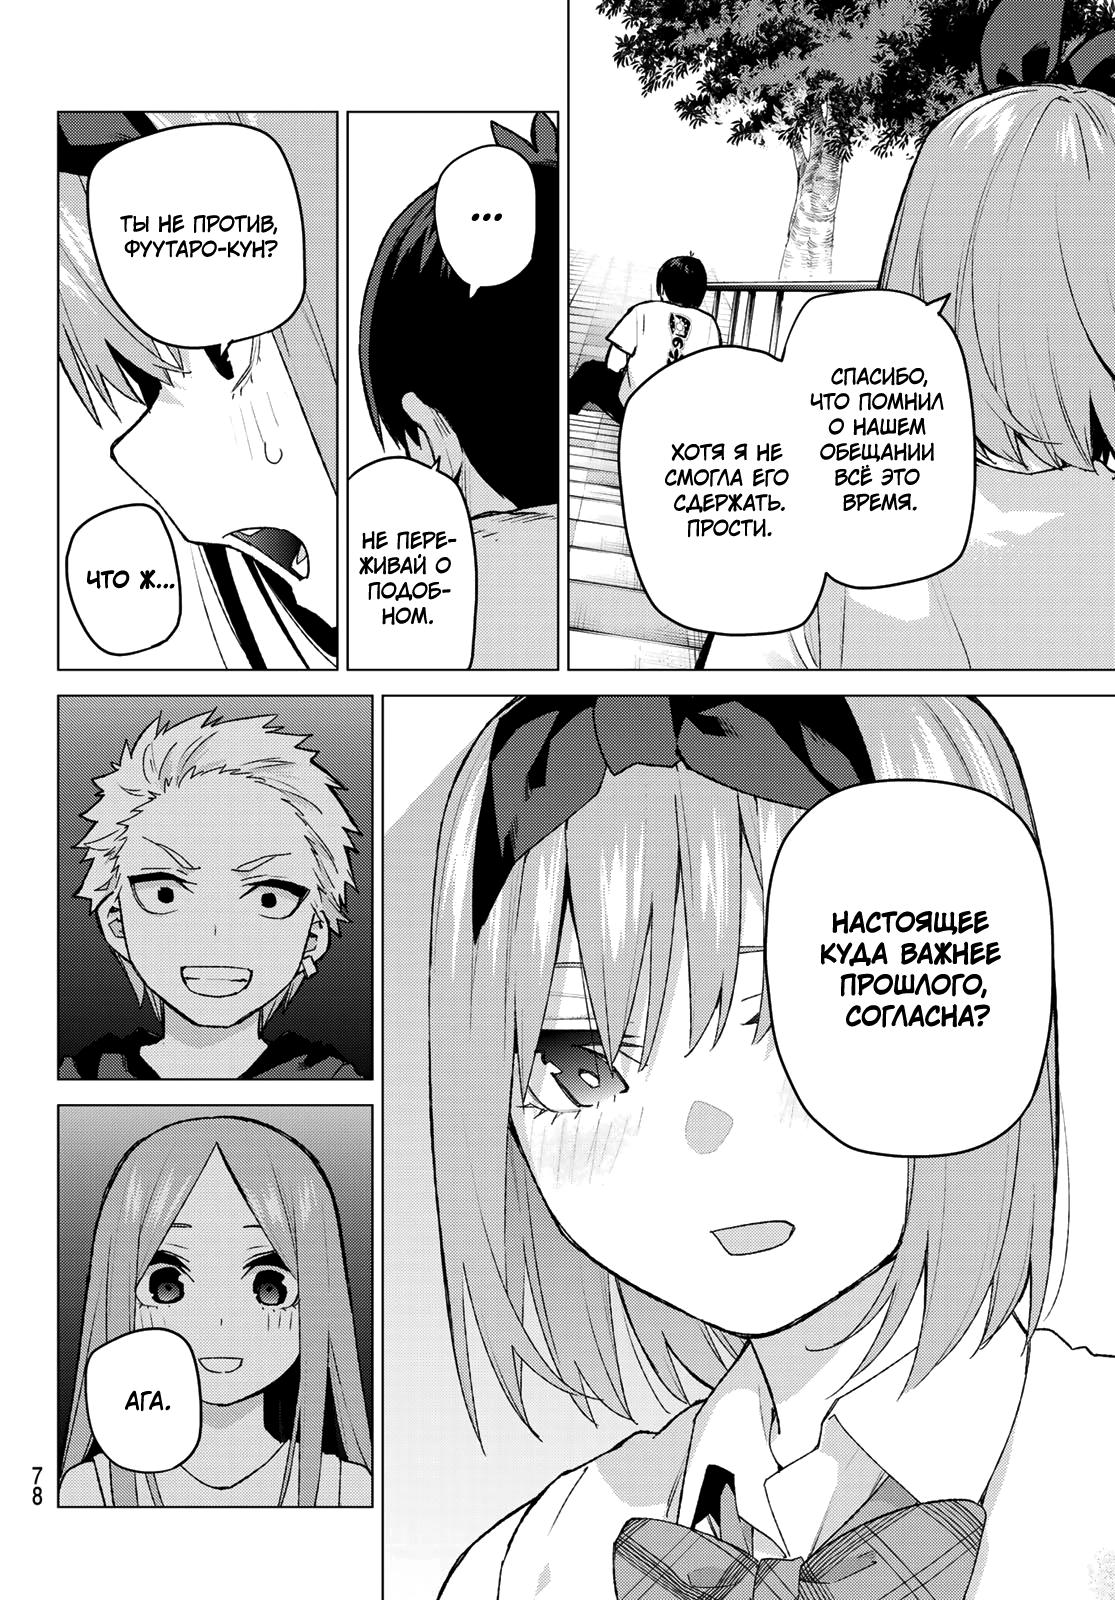 СПАСИБО,
ЧТО ПОМНИЛ
О НАШЕМ
ОБЕЩАНИИ
ВСЁ ЭТО
ВРЕМЯ.
ХОТЯ Я НЕ
СМОГЛА ЕГО
СДЕРЖАТЬ.
ПРОСТИ.
...
НЕ ПЕРЕ-
ЖИВАЙ О
ПОДОБ-
НОМ.
ТЫ НЕ ПРОТИВ,
ФУУТАРО-КУН?
ЧТО Ж...
НАСТОЯЩЕЕ
КУДА ВАЖНЕЕ
ПРОШЛОГО,
СОГЛАСНА?
АГА.
78